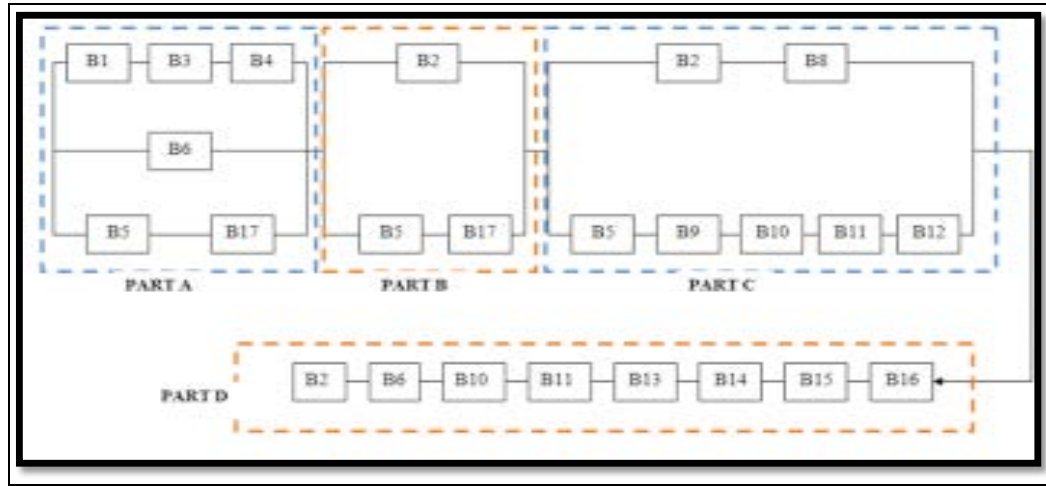 B1 B3 B4 B2 B2 B8
B6
B5 B17 B5 B17 B5 B9 B10 B11 B12
PART A PART B PART C
B2 B6 B10 B11 B13 B14 B15 B16
PART D